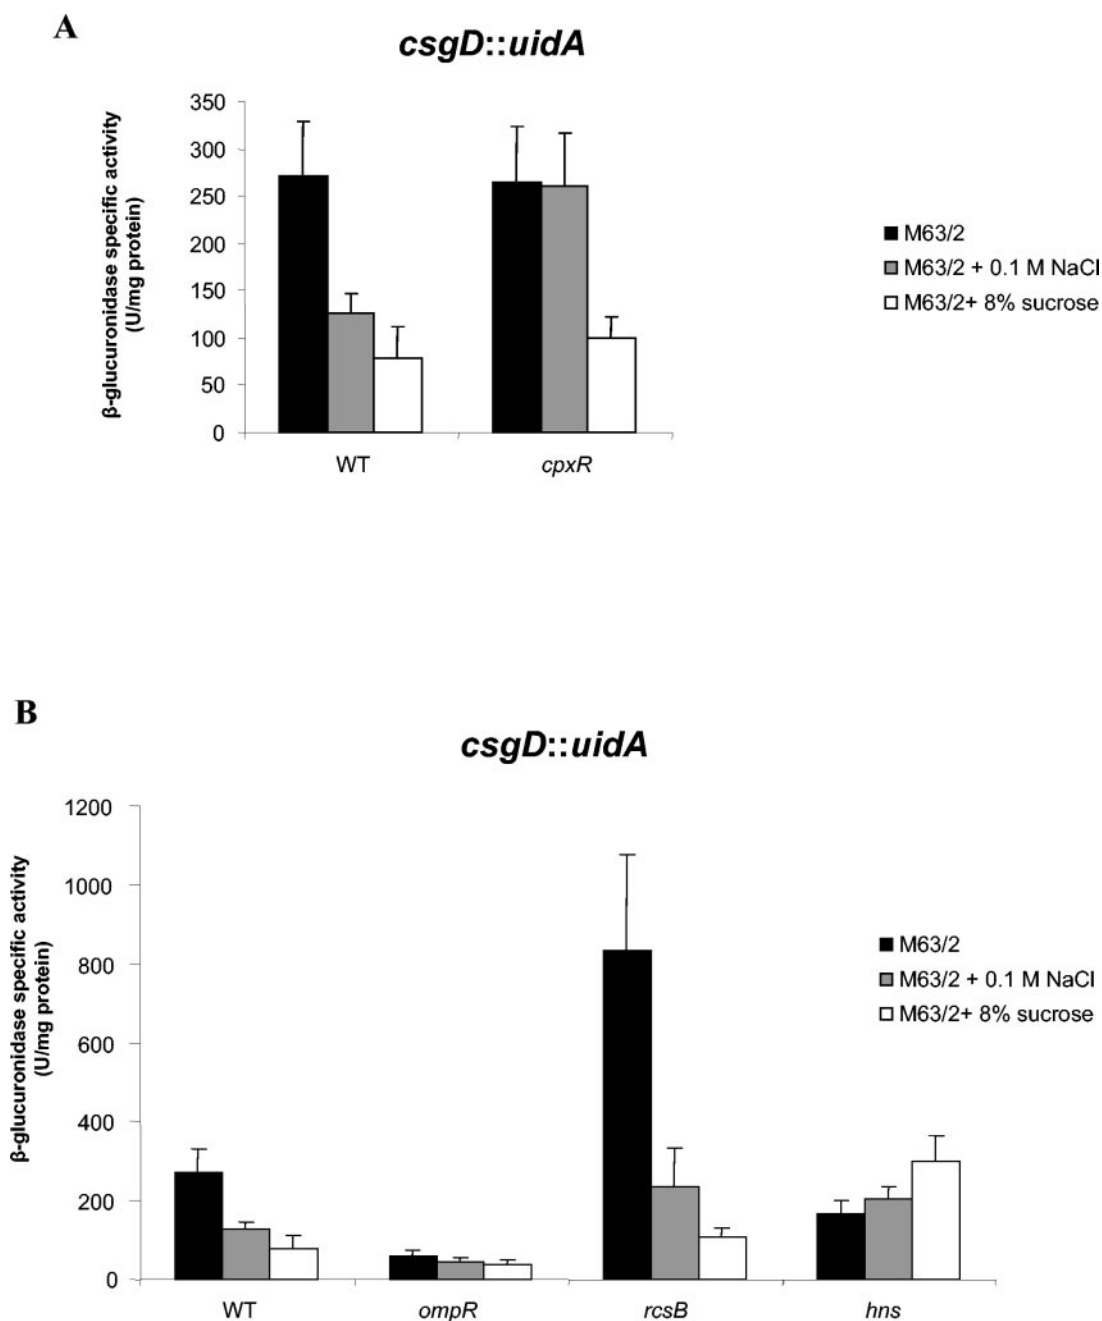 A
csgD::uidA
β-glucuronidase specific activity
(U/mg protein)
350
300
250
200
150
100
50
0
WT
cpxR
M63/2
M63/2 + 0.1 M NaCl
M63/2+ 8% sucrose
B
csgD::uidA
β-glucuronidase specific activity
(U/mg protein)
1200
1000
800
600
400
200
0
WT
ompR
rcsB
hns
M63/2
M63/2 + 0.1 M NaCl
M63/2+ 8% sucrose